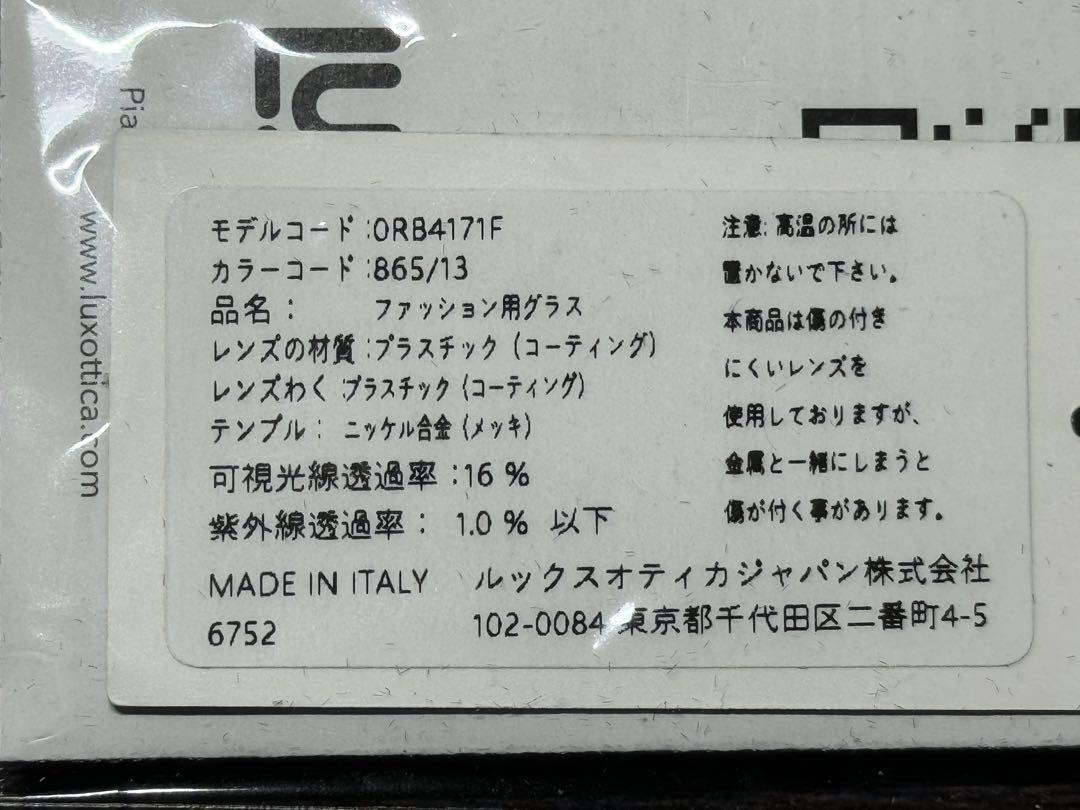 Pia
www.luxottica.com
モデルコード:0RB4171F
カラーコード:865/13
品名: ファッション用グラス
レンズの材質:プラスチック(コーティング)
レンズわく:プラスチック(コーティング)
テンプル: ニッケル合金(メッキ)
可視光線透過率:16 %
紫外線透過率: 1.0 % 以下
MADE IN ITALY
6752
注意:高温の所には
置かないで下さい。
本商品は傷の付き
にくいレンズを
使用しておりますが、
金属と一緒にしまうと
傷が付く事があります。
ルックスオティカジャパン株式会社
102-0084 東京都千代田区二番町4-5